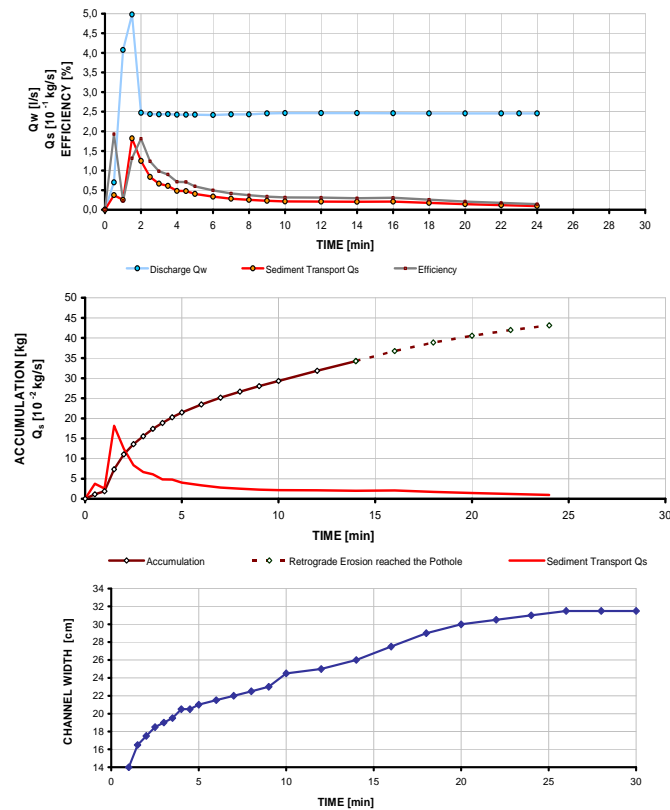 Qw [l/s]
Qs [10 ⁻¹ kg/s]
EFFICIENCY [%]
5,0
4,5
4,0
3,5
3,0
2,5
2,0
1,5
1,0
0,5
0,0
0 2 4 6 8 10 12 14 16 18 20 22 24 26 28 30
TIME [min]
Discharge Qw Sediment Transport Qs Efficiency
ACCUMULATION [kg]
Qs [10 ⁻² kg/s]
50
45
40
35
30
25
20
15
10
5
0
0 5 10 15 20 25 30
TIME [min]
Accumulation Retrograde Erosion reached the Pothole Sediment Transport Qs
CHANNEL WIDTH [cm]
34
32
30
28
26
24
22
20
18
16
14
0 5 10 15 20 25 30
TIME [min]